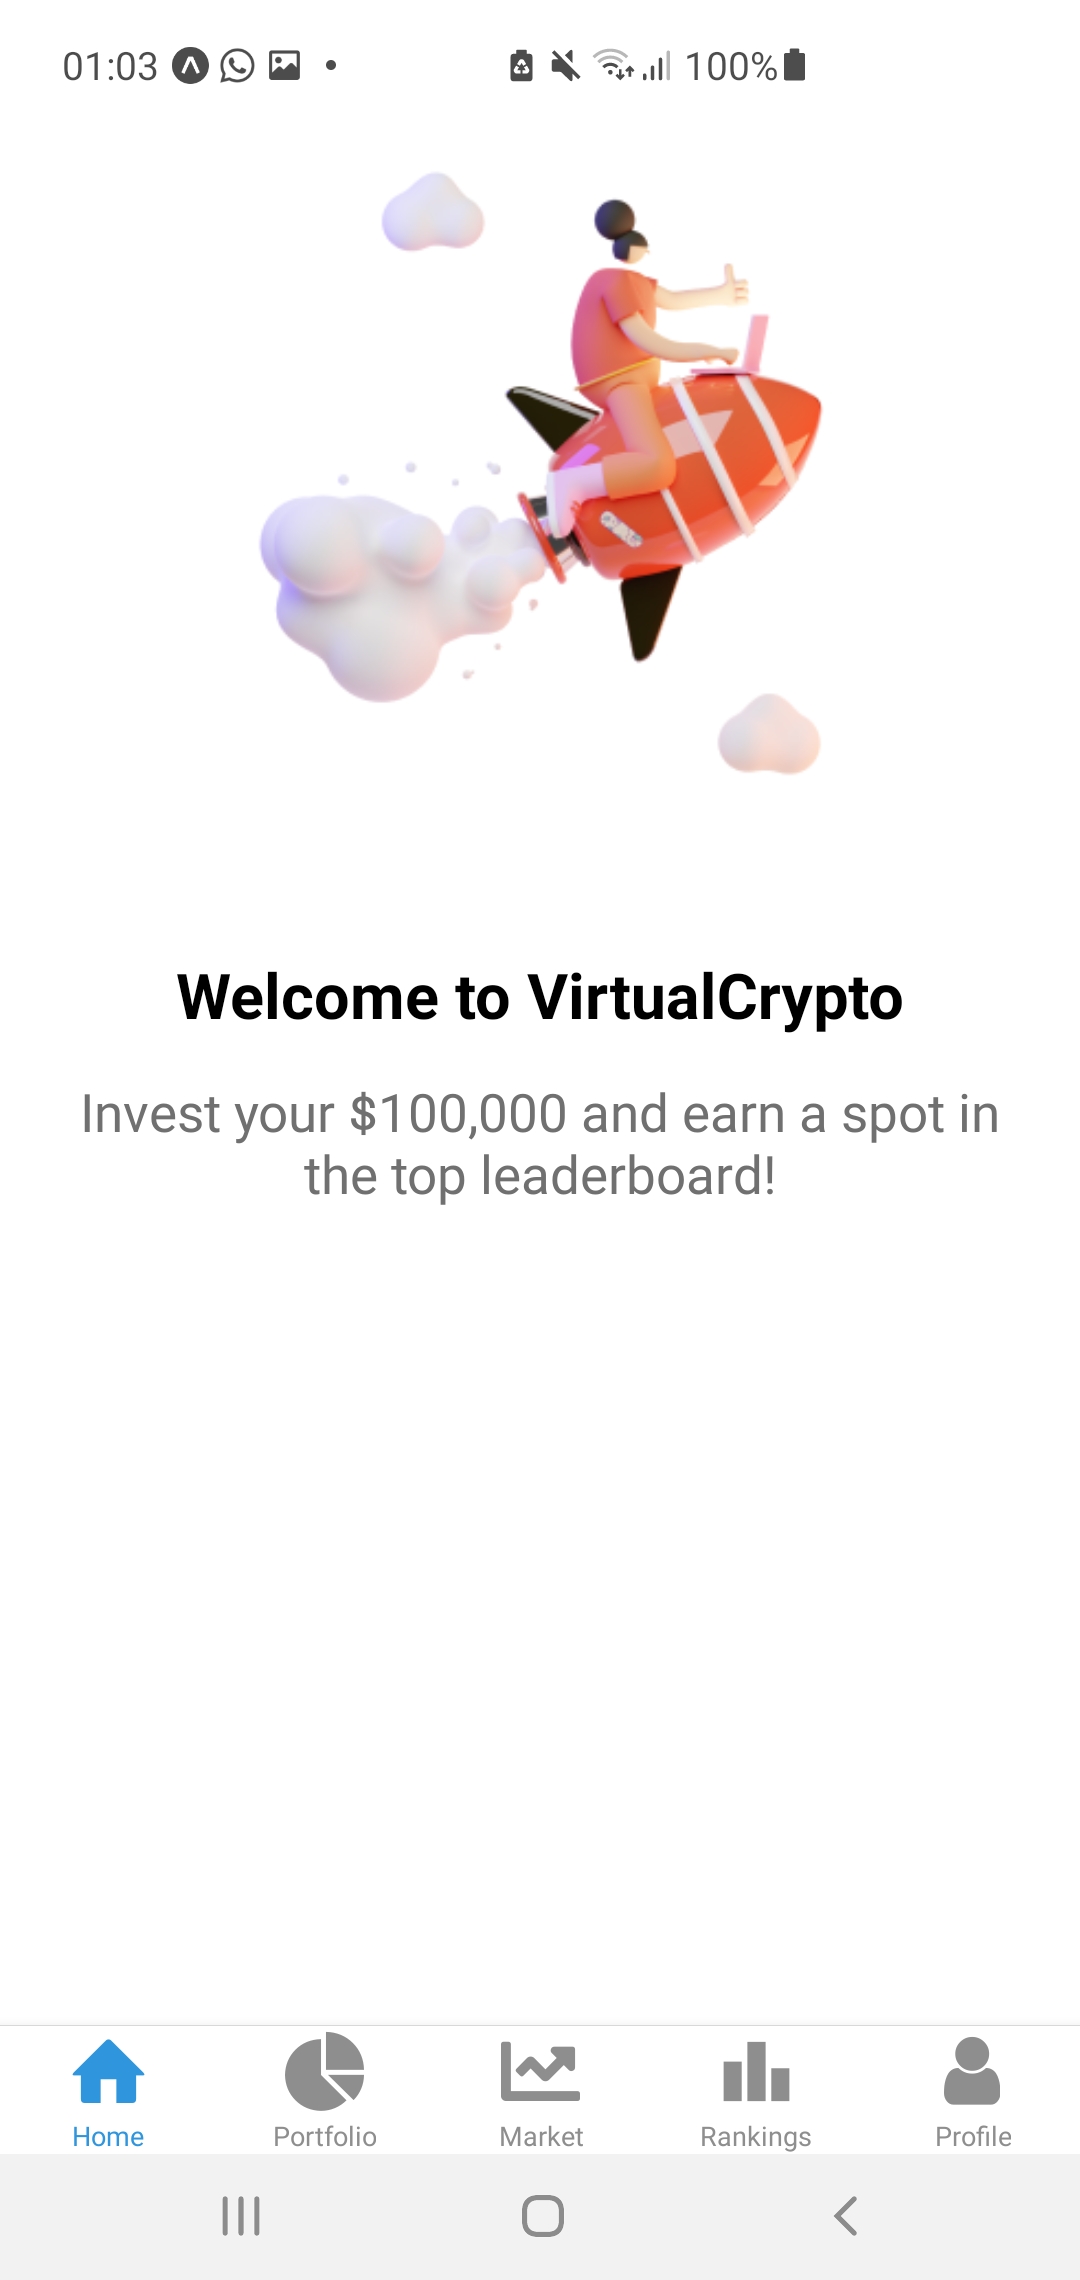 01:03
100%
Welcome to VirtualCrypto
Invest your $100,000 and earn a spot in
the top leaderboard!
Home Portfolio Market Rankings Profile